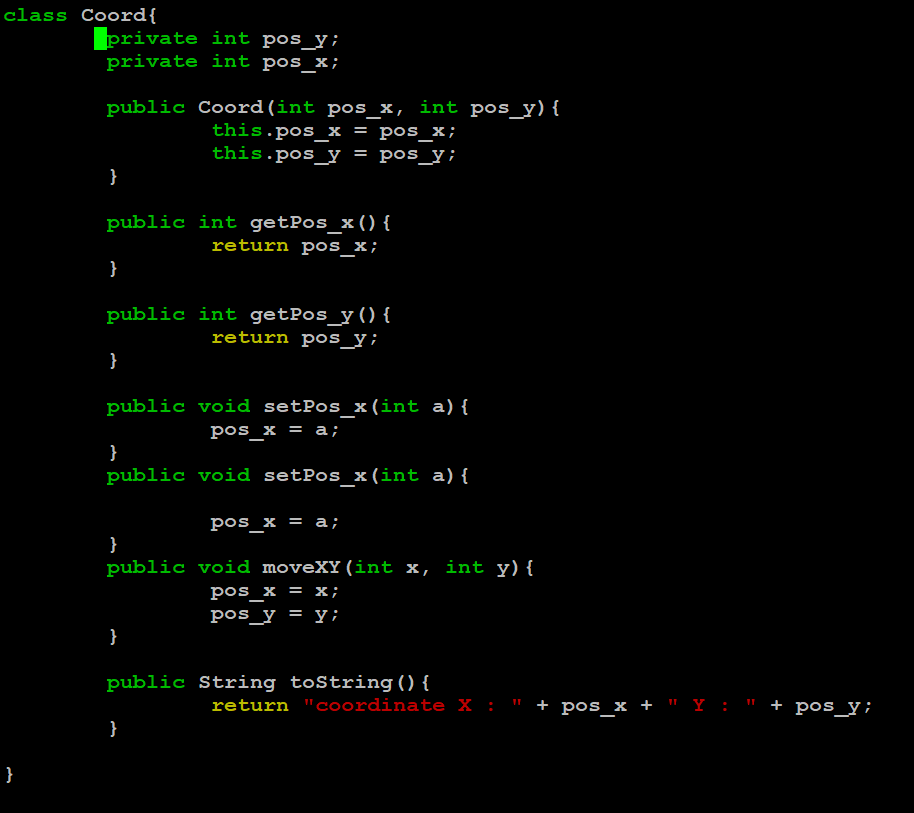 class Coord{
private int pos_y;
private int pos_x;
public Coord(int pos_x, int pos_y){
this.pos_x = pos_x;
this.pos_y = pos_y;
}
public int getPos_x(){
return pos_x;
}
public int getPos_y(){
return pos_y;
}
public void setPos_x(int a){
pos_x = a;
}
public void setPos_x(int a){
pos_x = a;
}
public void moveXY(int x, int y){
pos_x = x;
pos_y = y;
}
public String toString(){
return "coordinate X : " + pos_x + " Y : " + pos_y;
}
}